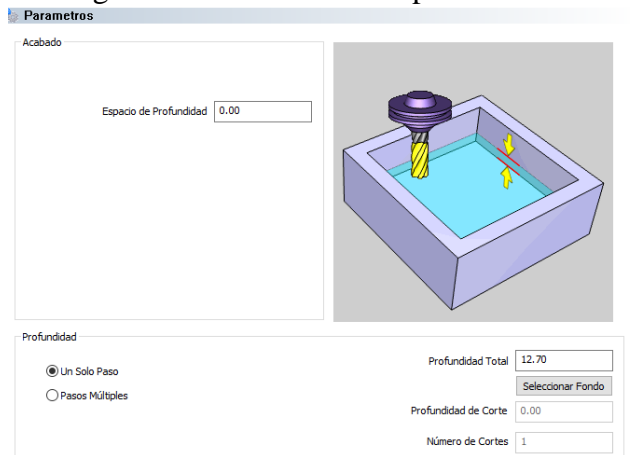 Parametros
Acabado
Espacio de Profundidad 0.00
Profundidad
Un Solo Paso
Pasos Múltiples
Profundidad Total 12.70
Seleccionar Fondo
Profundidad de Corte 0.00
Número de Cortes 1